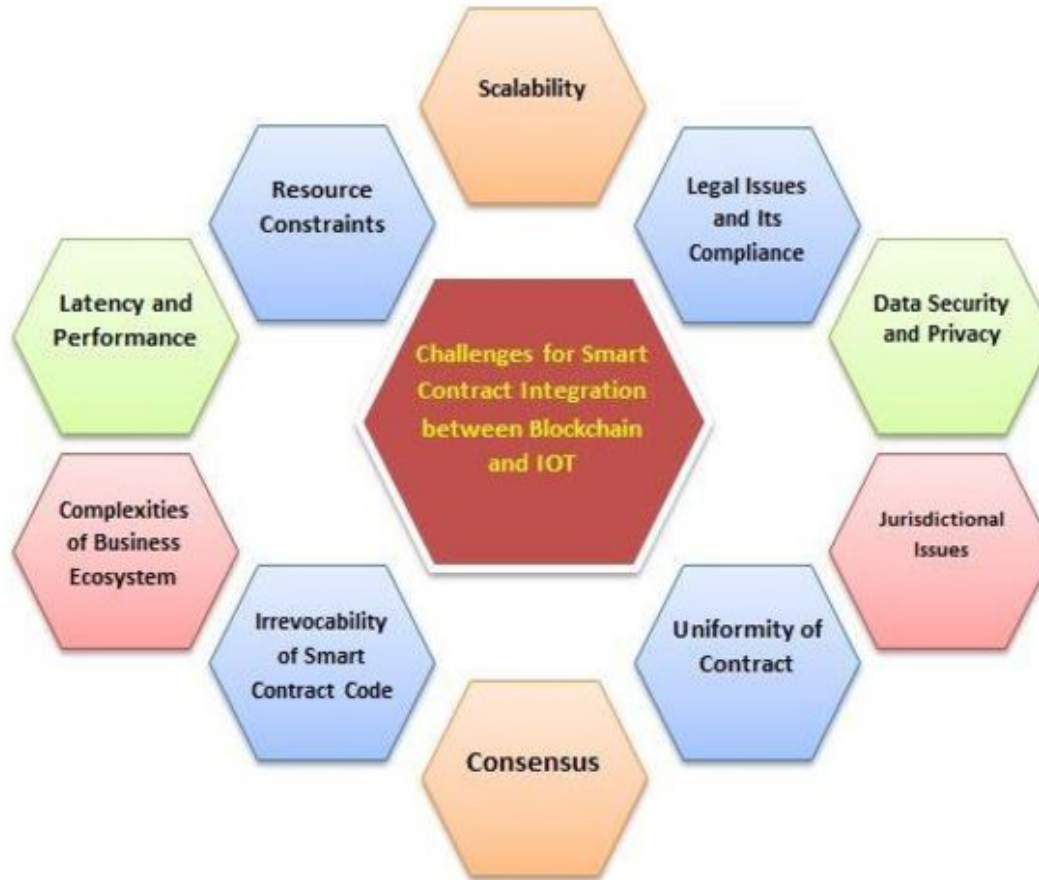 Scalability
Resource
Constraints
Legal Issues
and Its
Compliance
Latency and
Performance
Data Security
and Privacy
Challenges for Smart
Contract Integration
between Blockchain
and IOT
Complexities
of Business
Ecosystem
Jurisdictional
Issues
Irrevocability
of Smart
Contract Code
Uniformity of
Contract
Consensus